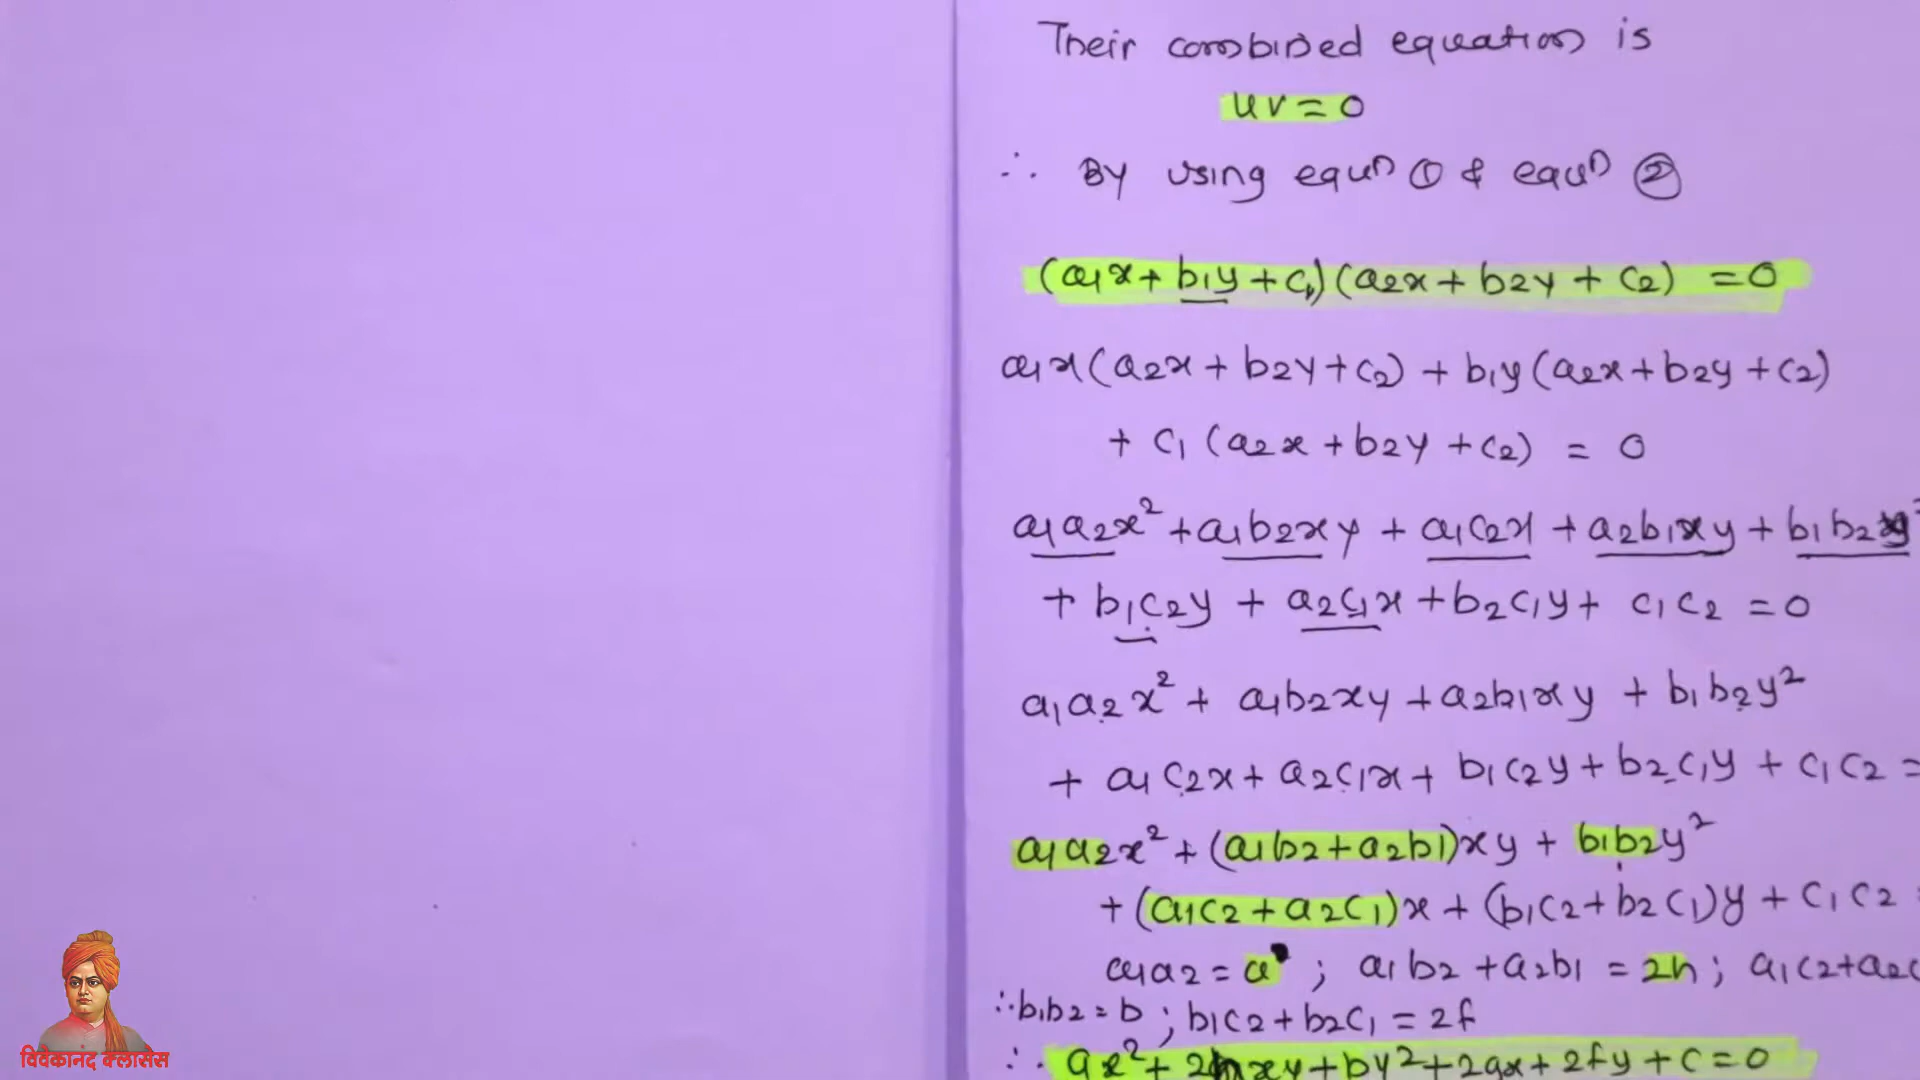 Their combined equation is
uv = 0
∴ By using equⁿ ① & equⁿ ②
(a1x + b1y + c1)(a2x + b2y + c2) = 0
a1x(a2x + b2y + c2) + b1y(a2x + b2y + c2)
+ c1(a2x + b2y + c2) = 0
a1a2x² + a1b2xy + a1c2x + a2b1xy + b1b2y²
+ b1c2y + a2c1x + b2c1y + c1c2 = 0
a1a2x² + a1b2xy + a2b1xy + b1b2y²
+ a1c2x + a2c1x + b1c2y + b2c1y + c1c2 =
a1a2x² + (a1b2 + a2b1)xy + b1b2y²
+ (a1c2 + a2c1)x + (b1c2 + b2c1)y + c1c2 =
a1a2 = a ; a1b2 + a2b1 = 2h ; a1c2 + a2c
∴ b1b2 = b ; b1c2 + b2c1 = 2f
∴ ax² + 2hxy + by² + 2gx + 2fy + c = 0
विवेकानंद क्लासेस